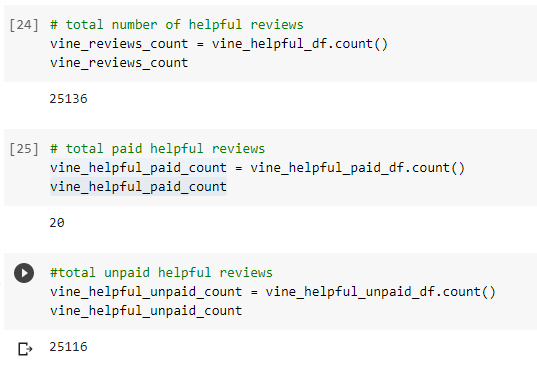 [24] # total number of helpful reviews
vine_reviews_count = vine_helpful_df.count()
vine_reviews_count
25136
[25] # total paid helpful reviews
vine_helpful_paid_count = vine_helpful_paid_df.count()
vine_helpful_paid_count
20
#total unpaid helpful reviews
vine_helpful_unpaid_count = vine_helpful_unpaid_df.count()
vine_helpful_unpaid_count
25116